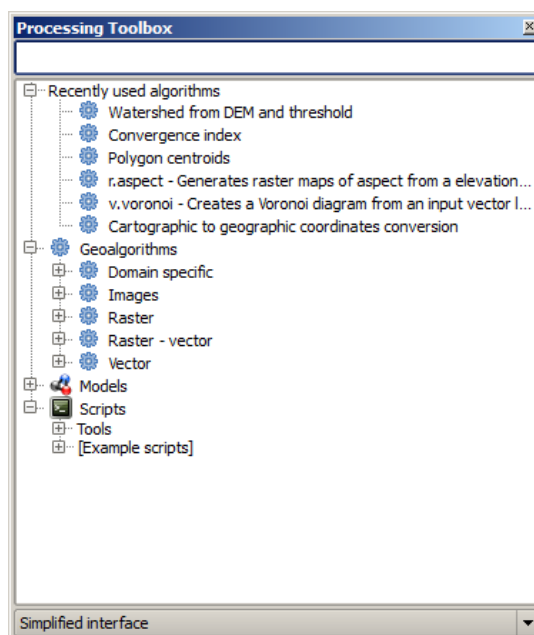 Processing Toolbox
Recently used algorithms
Watershed from DEM and threshold
Convergence index
Polygon centroids
r.aspect - Generates raster maps of aspect from a elevation...
v.voronoi - Creates a Voronoi diagram from an input vector l...
Cartographic to geographic coordinates conversion
Geoalgorithms
Domain specific
Images
Raster
Raster - vector
Vector
Models
Scripts
Tools
[Example scripts]
Simplified interface